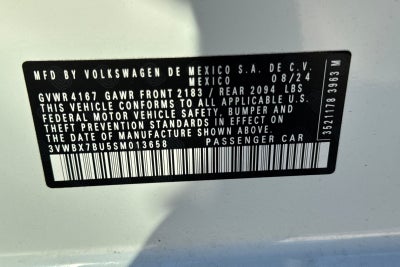 MFD BY VOLKSWAGEN DE MEXICO S.A. DE C.V.
MEXICO 08/24
GVWR 4167 GAWR FRONT 2183 / REAR 2094 LBS
THIS VEHICLE CONFORMS TO ALL APPLICABLE U.S.
FEDERAL MOTOR VEHICLE SAFETY, BUMPER AND
THEFT PREVENTION STANDARDS IN EFFECT ON
THE DATE OF MANUFACTURE SHOWN ABOVE.
3VWBX7BU5SM013658 PASSENGER CAR
3521178 3963 M